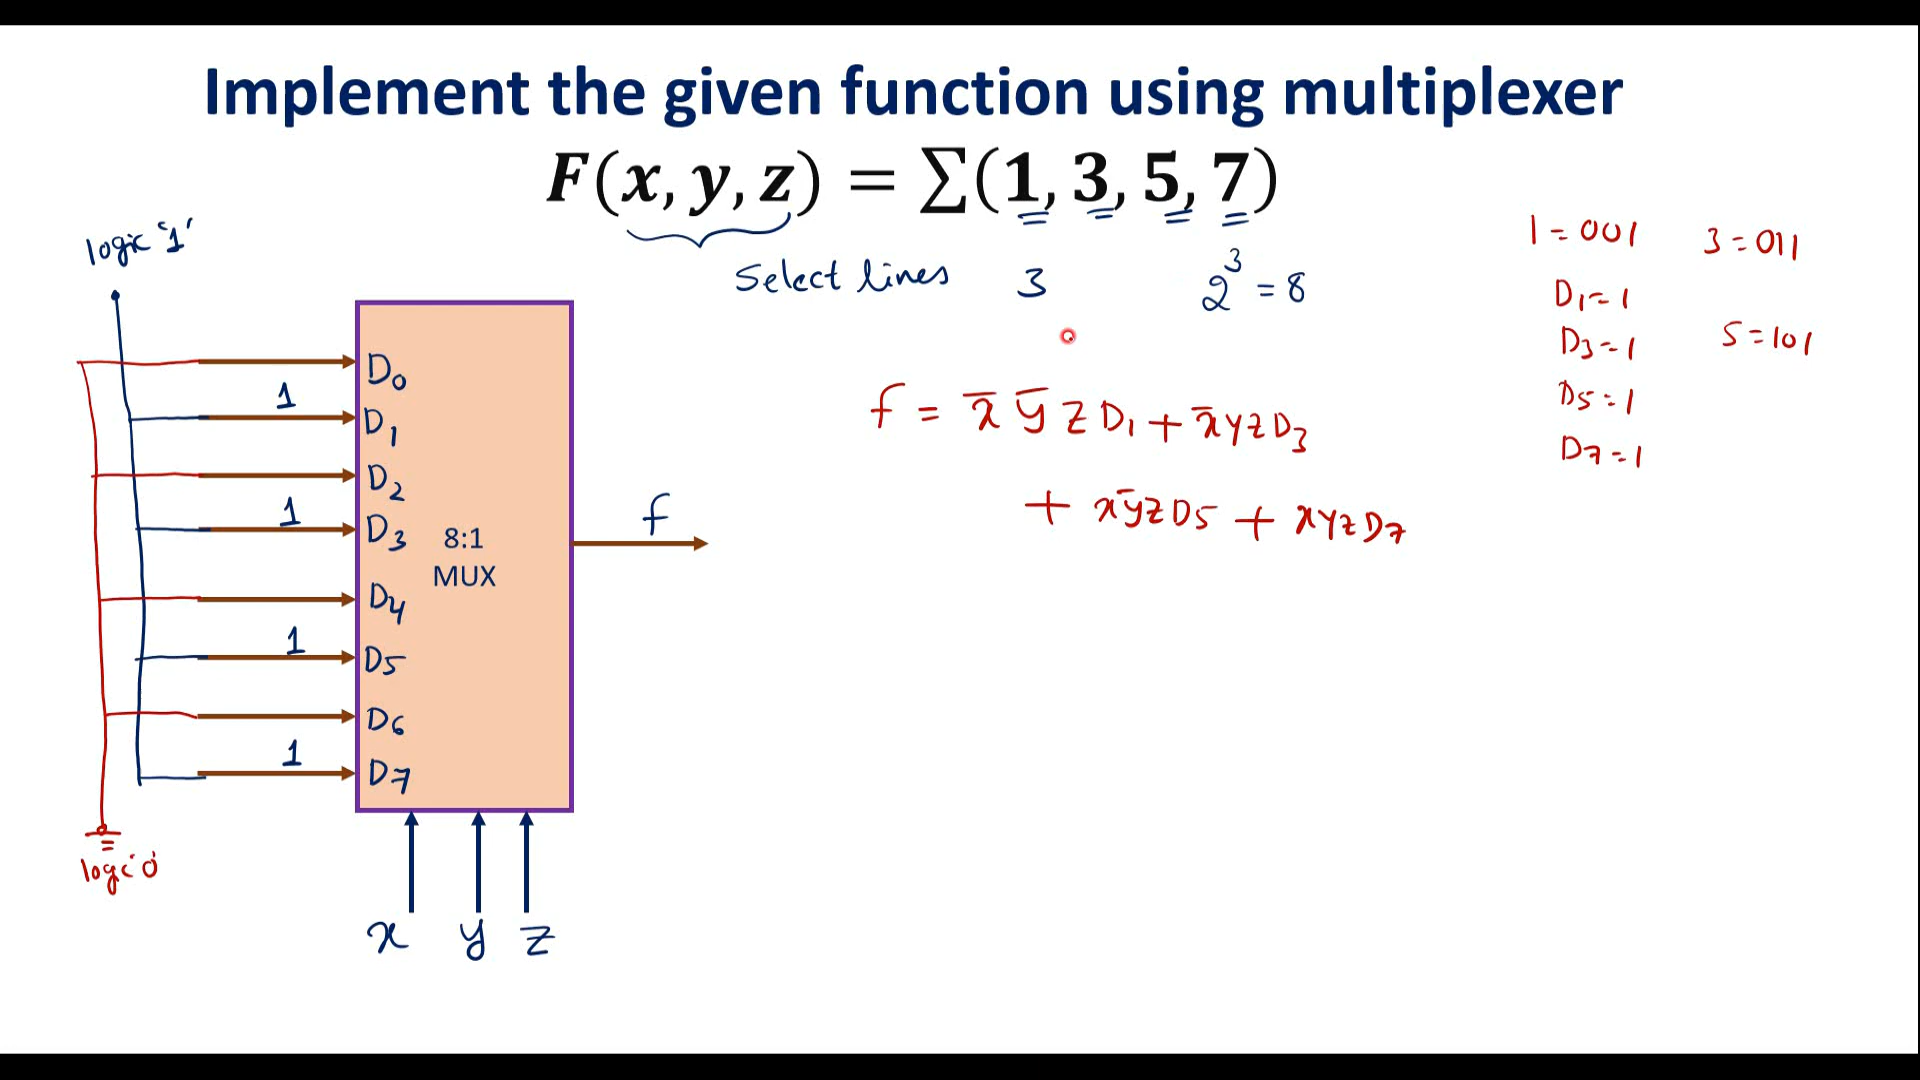 Implement the given function using multiplexer
F(x, y, z) = ∑(1, 3, 5, 7)
logic '1'
Select lines 3 2³ = 8
1 = 001 3 = 011
D1 = 1
D3 = 1 5 = 101
D5 = 1
D7 = 1
f = x̅ y̅ z D1 + x̅ y z D3
+ x y̅ z D5 + x y z D7
D0
1 D1
D2
1 D3
8:1
MUX
f
D4
1 D5
D6
1 D7
logic '0'
x y z